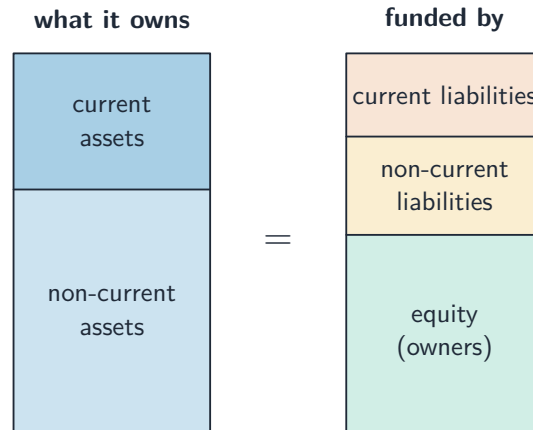 what it owns
funded by
current
assets
non-current
assets
=
current liabilities
non-current
liabilities
equity
(owners)